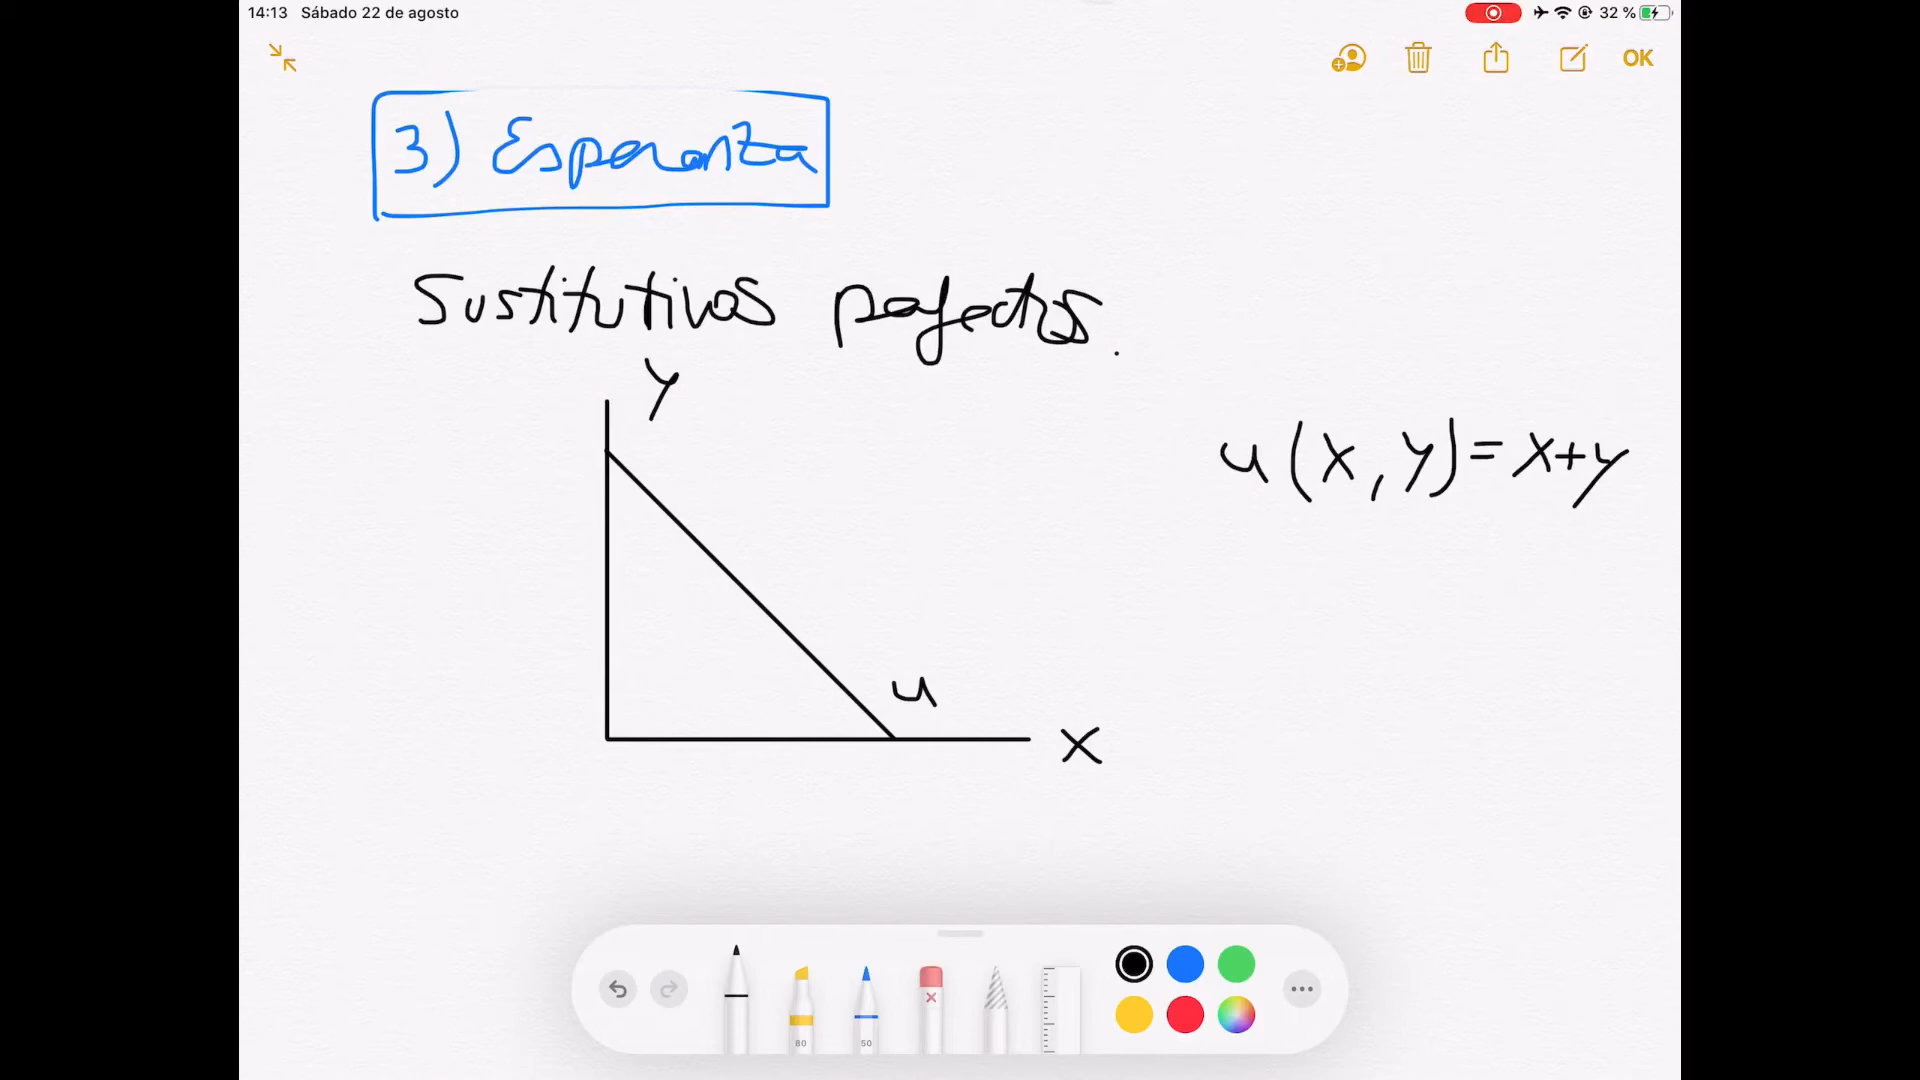 14:13 Sábado 22 de agosto
32 %
OK
3) Esperanza
Sustitutivos perfectos.
y
u(x,y)=x+y
u
x
80
50